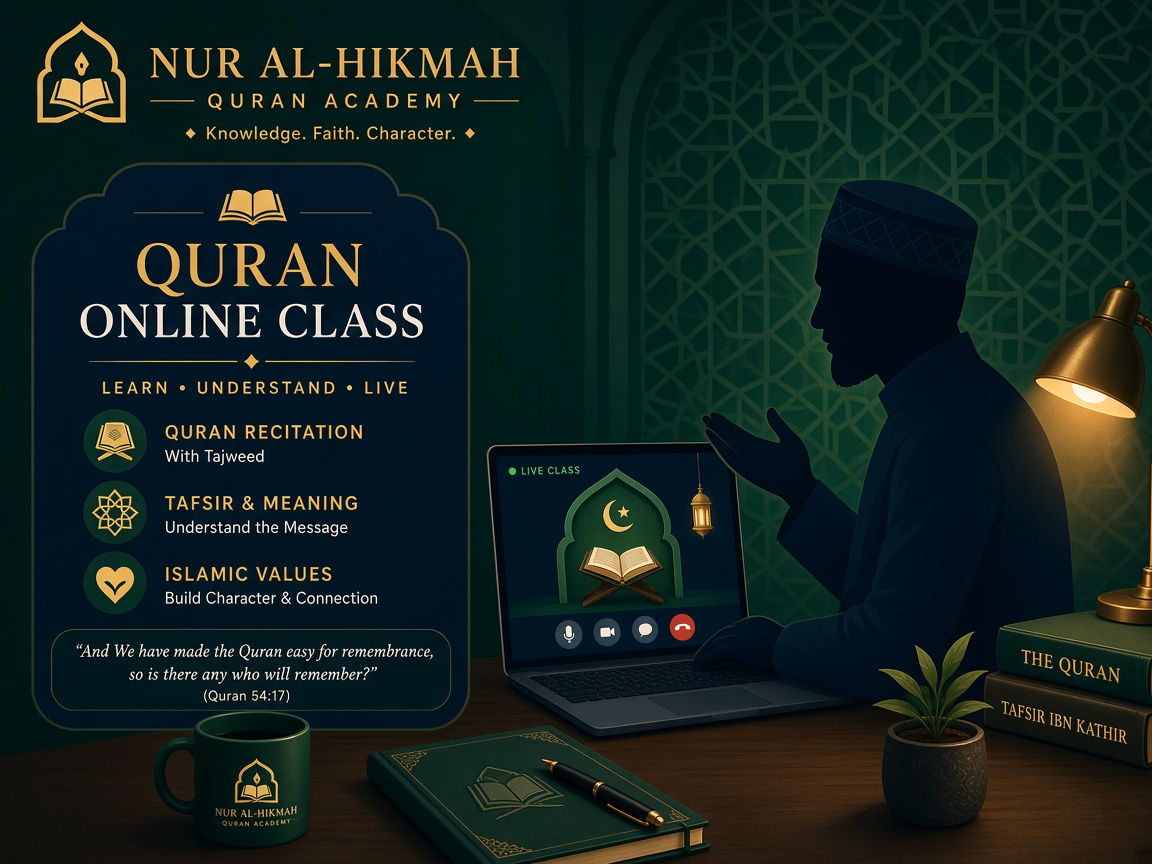 NUR AL-HIKMAH
QURAN ACADEMY
Knowledge. Faith. Character.
QURAN
ONLINE CLASS
LEARN • UNDERSTAND • LIVE
QURAN RECITATION
With Tajweed
TAFSIR & MEANING
Understand the Message
ISLAMIC VALUES
Build Character & Connection
“And We have made the Quran easy for remembrance,
so is there any who will remember?”
(Quran 54:17)
LIVE CLASS
THE QURAN
TAFSIR IBN KATHIR
NUR AL-HIKMAH
QURAN ACADEMY